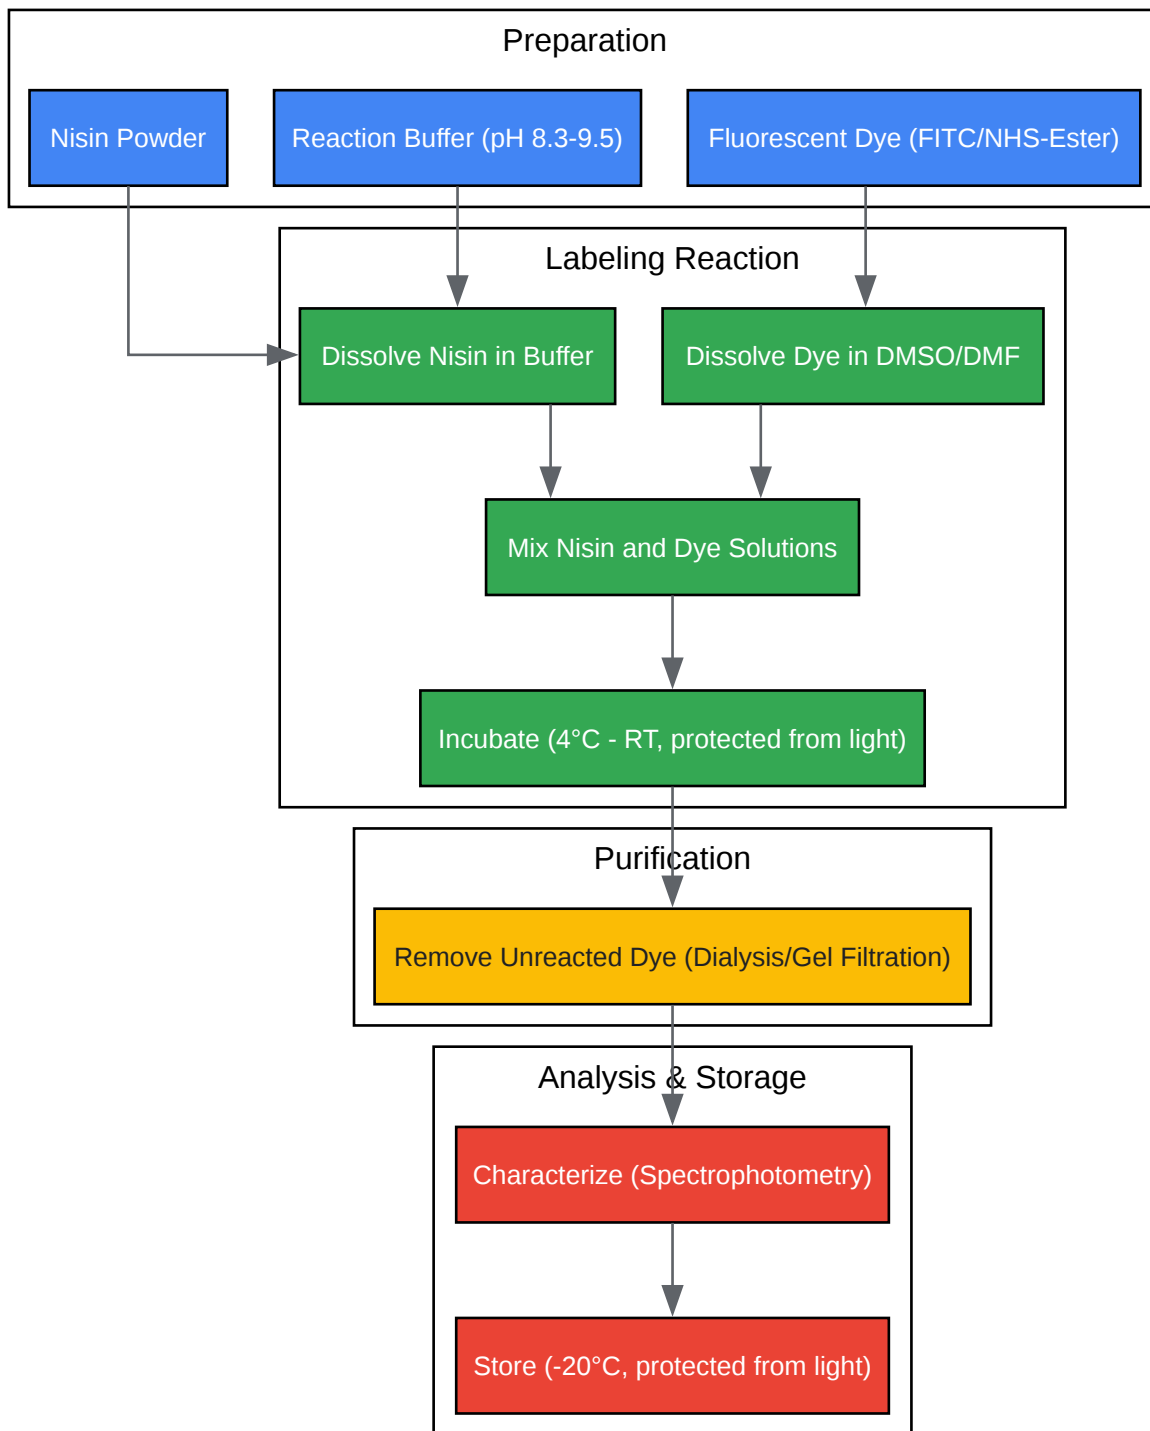 Preparation
Nisin Powder
Reaction Buffer (pH 8.3-9.5)
Fluorescent Dye (FITC/NHS-Ester)
Labeling Reaction
Dissolve Nisin in Buffer
Dissolve Dye in DMSO/DMF
Mix Nisin and Dye Solutions
Incubate (4°C - RT, protected from light)
Purification
Remove Unreacted Dye (Dialysis/Gel Filtration)
Analysis & Storage
Characterize (Spectrophotometry)
Store (-20°C, protected from light)